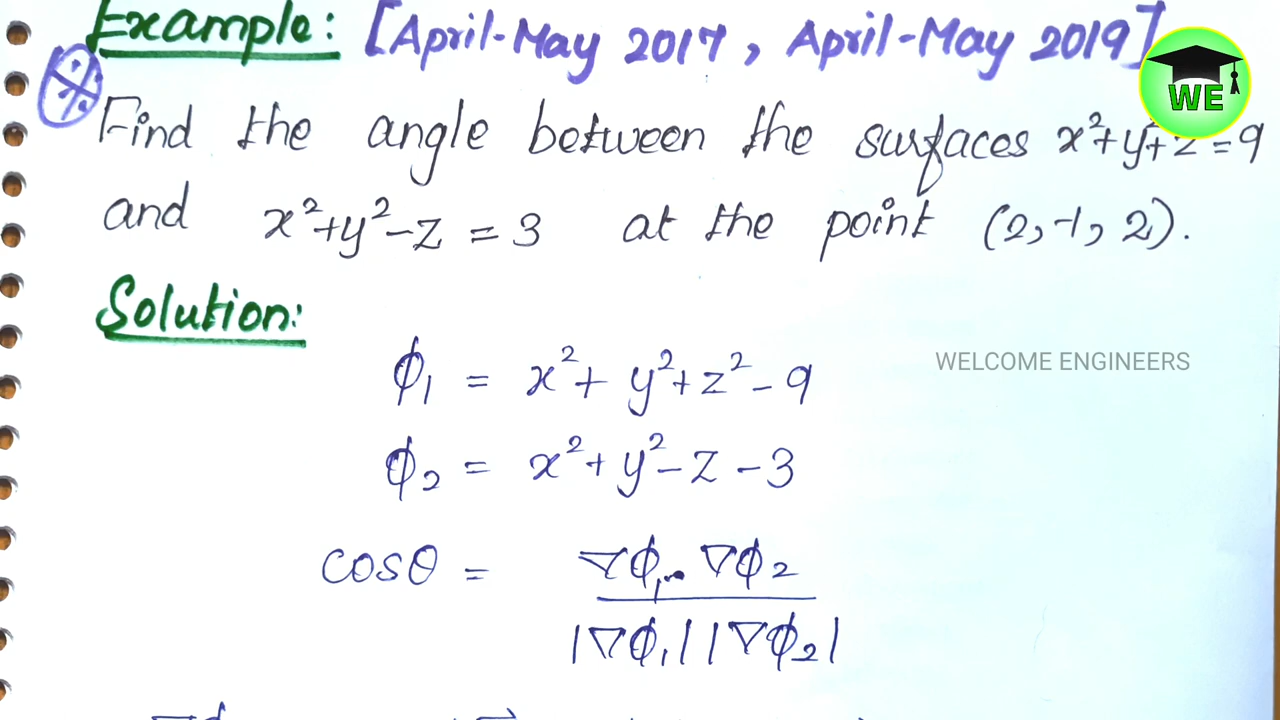 Example: [April-May 2017, April-May 2019]
WE
Find the angle between the surfaces x²+y²+z²=9
and x²+y²-z = 3 at the point (2,-1,2).
Solution:
WELCOME ENGINEERS
ϕ₁ = x²+ y²+z²-9
ϕ₂ = x²+y²-z-3
cosθ = ∇ϕ₁.∇ϕ₂
|∇ϕ₁||∇ϕ₂|